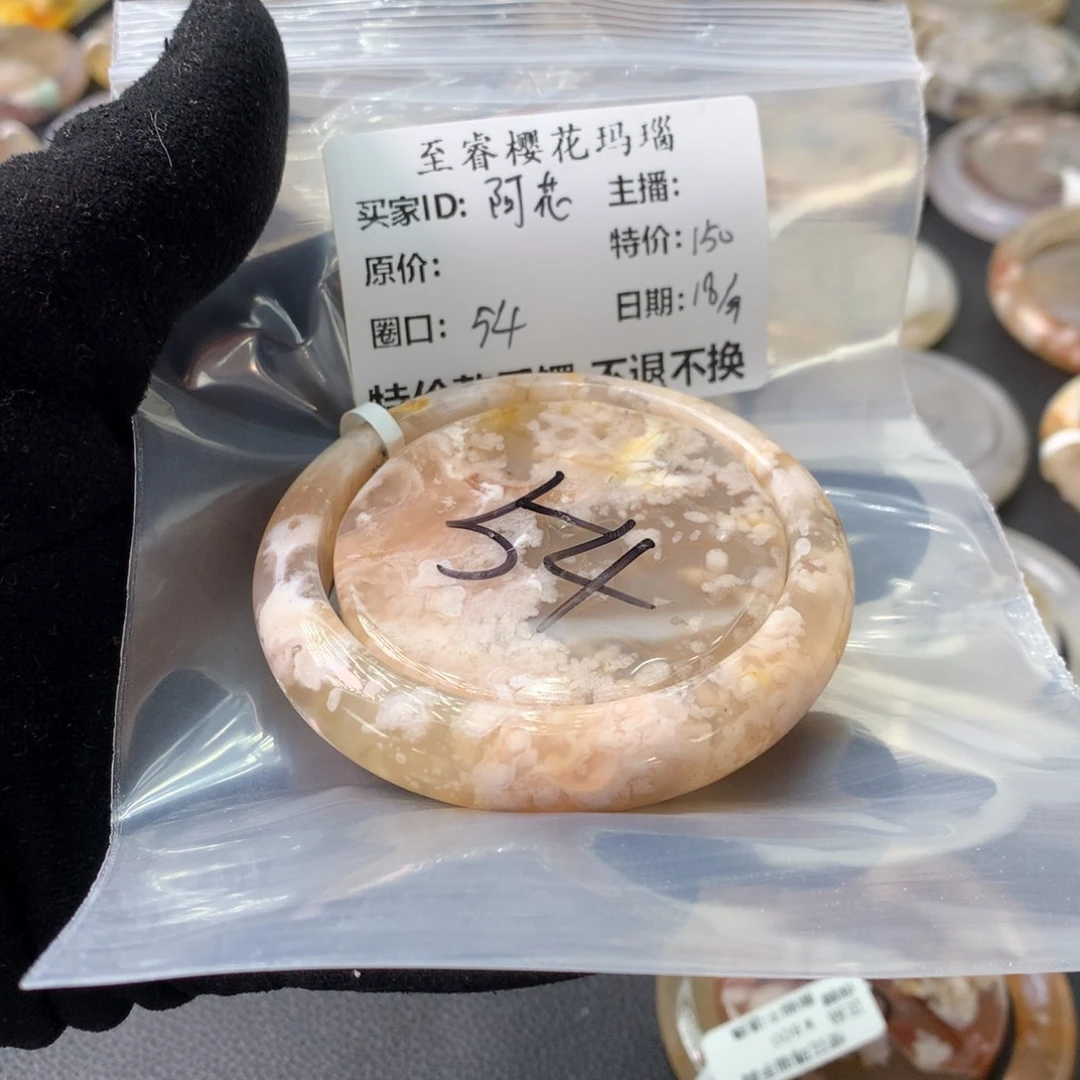 至睿樱花玛瑙
买家ID: 阿花 主播:
原价: 特价: 150
圈口: 54 日期: 18/9
不退不换
54